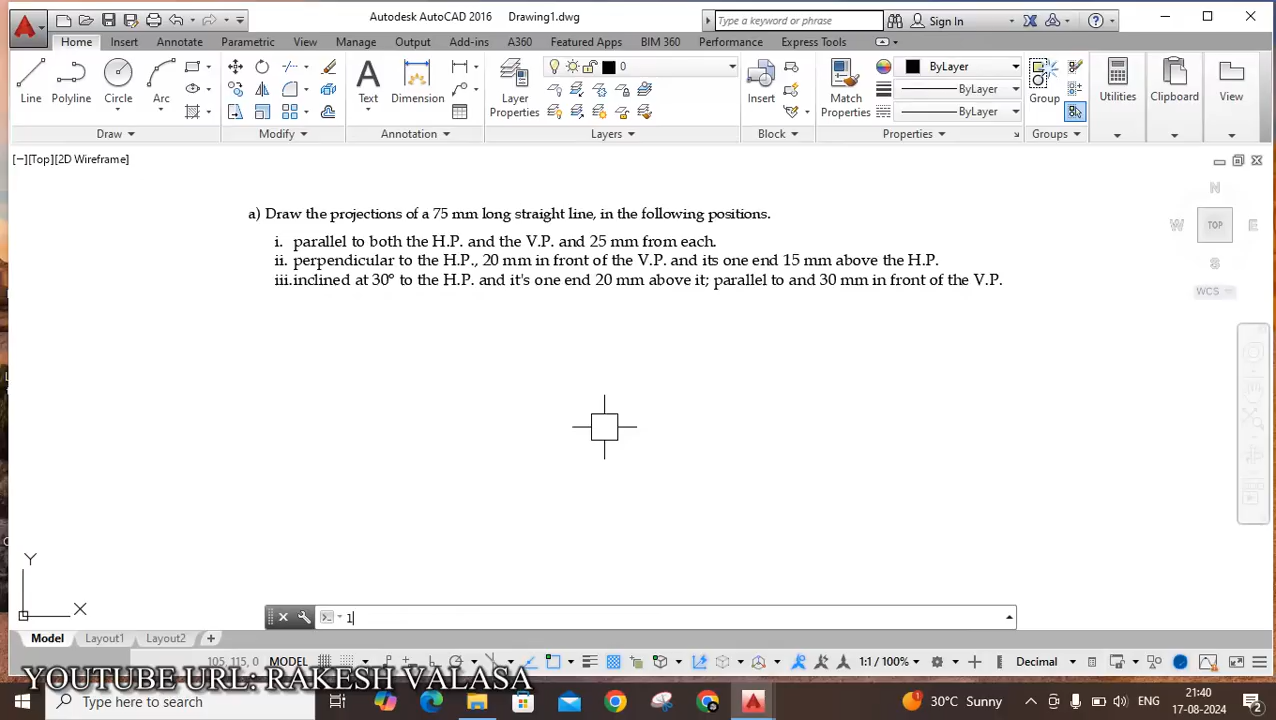 Autodesk AutoCAD 2016 Drawing1.dwg
Type a keyword or phrase
Sign In
Home Insert Annotate Parametric View Manage Output Add-ins A360 Featured Apps BIM 360 Performance Express Tools
Line Polyline Circle Arc
Text Dimension
Layer Properties
0
Insert
Match Properties
ByLayer
ByLayer
ByLayer
Group
Utilities
Clipboard
View
Draw Modify Annotation Layers Block Properties Groups
[−][Top][2D Wireframe]
N
W TOP E
S
WCS
a) Draw the projections of a 75 mm long straight line, in the following positions.
i. parallel to both the H.P. and the V.P. and 25 mm from each.
ii. perpendicular to the H.P., 20 mm in front of the V.P. and its one end 15 mm above the H.P.
iii.inclined at 30° to the H.P. and it's one end 20 mm above it; parallel to and 30 mm in front of the V.P.
Y
X
l
Model Layout1 Layout2 +
105, 115, 0 MODEL 1:1 / 100% Decimal
YOUTUBE URL: RAKESH VALASA
Type here to search
30°C Sunny
ENG
21:40
17-08-2024
2